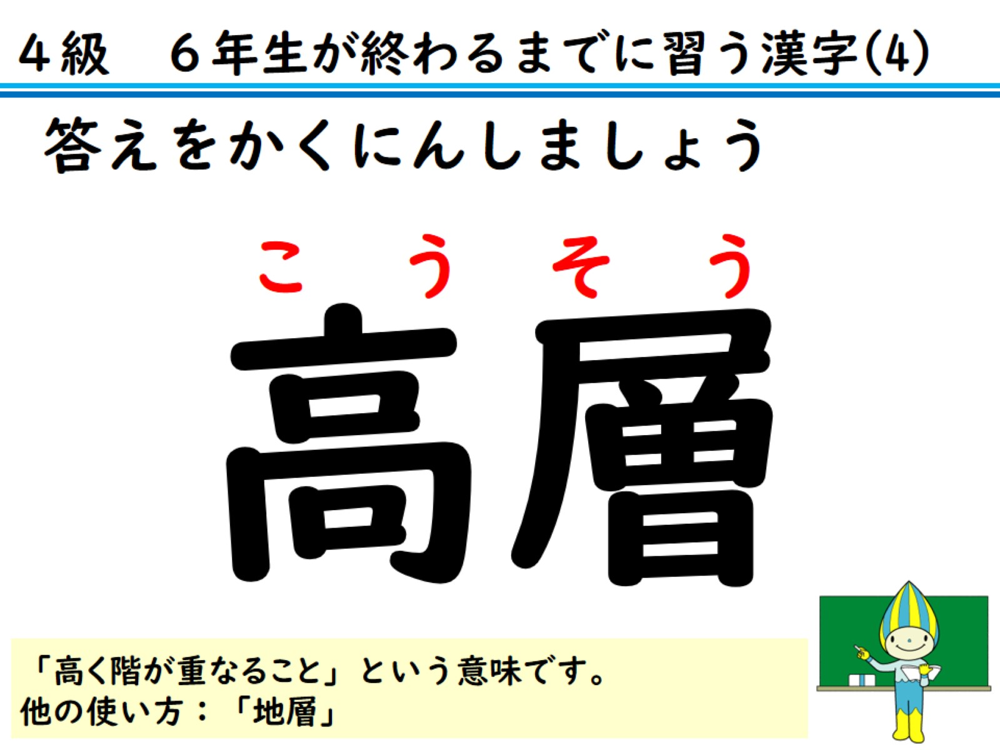 ４級　６年生が終わるまでに習う漢字(4)
答えをかくにんしましょう
こうそう
高層
「高く階が重なること」という意味です。
他の使い方：「地層」